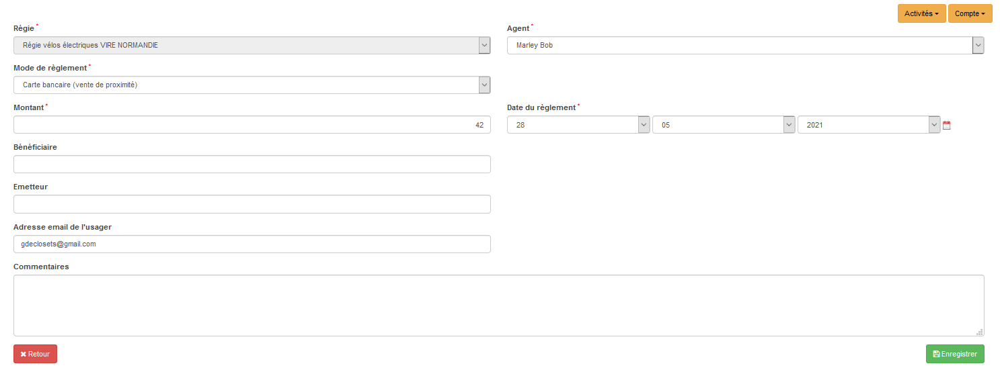 Activités
Compte
Régie *
Agent *
Régie vélos électriques VIRE NORMANDIE
Marley Bob
Mode de règlement *
Carte bancaire (vente de proximité)
Montant *
Date du règlement *
42
28
05
2021
Bénéficiaire
Emetteur
Adresse email de l'usager
gdeclosets@gmail.com
Commentaires
Retour
Enregistrer